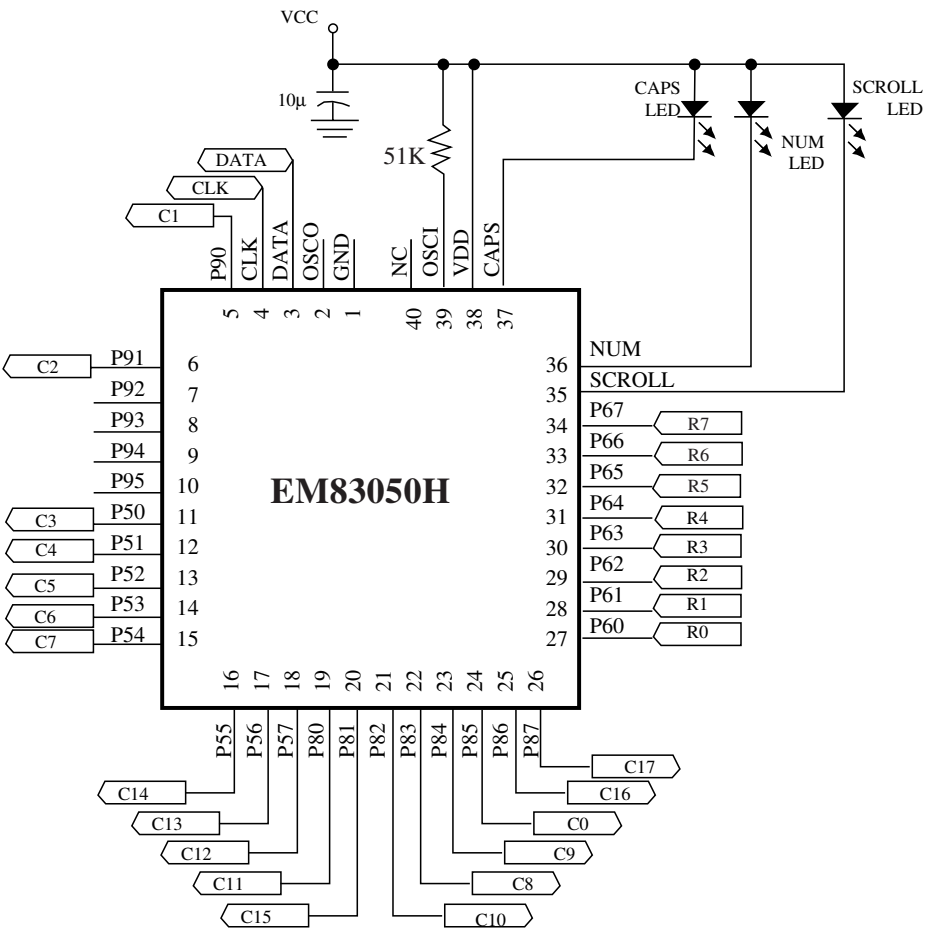 VCC
10µ
51K
CAPS
LED
NUM
LED
SCROLL
LED
DATA
CLK
C1
P90
CLK
DATA
OSCO
GND
NC
OSCI
VDD
CAPS
5
4
3
2
1
40
39
38
37
C2
P91
6
P92
7
P93
8
P94
9
P95
10
C3
P50
11
C4
P51
12
C5
P52
13
C6
P53
14
C7
P54
15
EM83050H
36
NUM
35
SCROLL
34
P67
R7
33
P66
R6
32
P65
R5
31
P64
R4
30
P63
R3
29
P62
R2
28
P61
R1
27
P60
R0
16
17
18
19
20
21
22
23
24
25
26
P55
P56
P57
P80
P81
P82
P83
P84
P85
P86
P87
C14
C13
C12
C11
C15
C17
C16
C0
C9
C8
C10